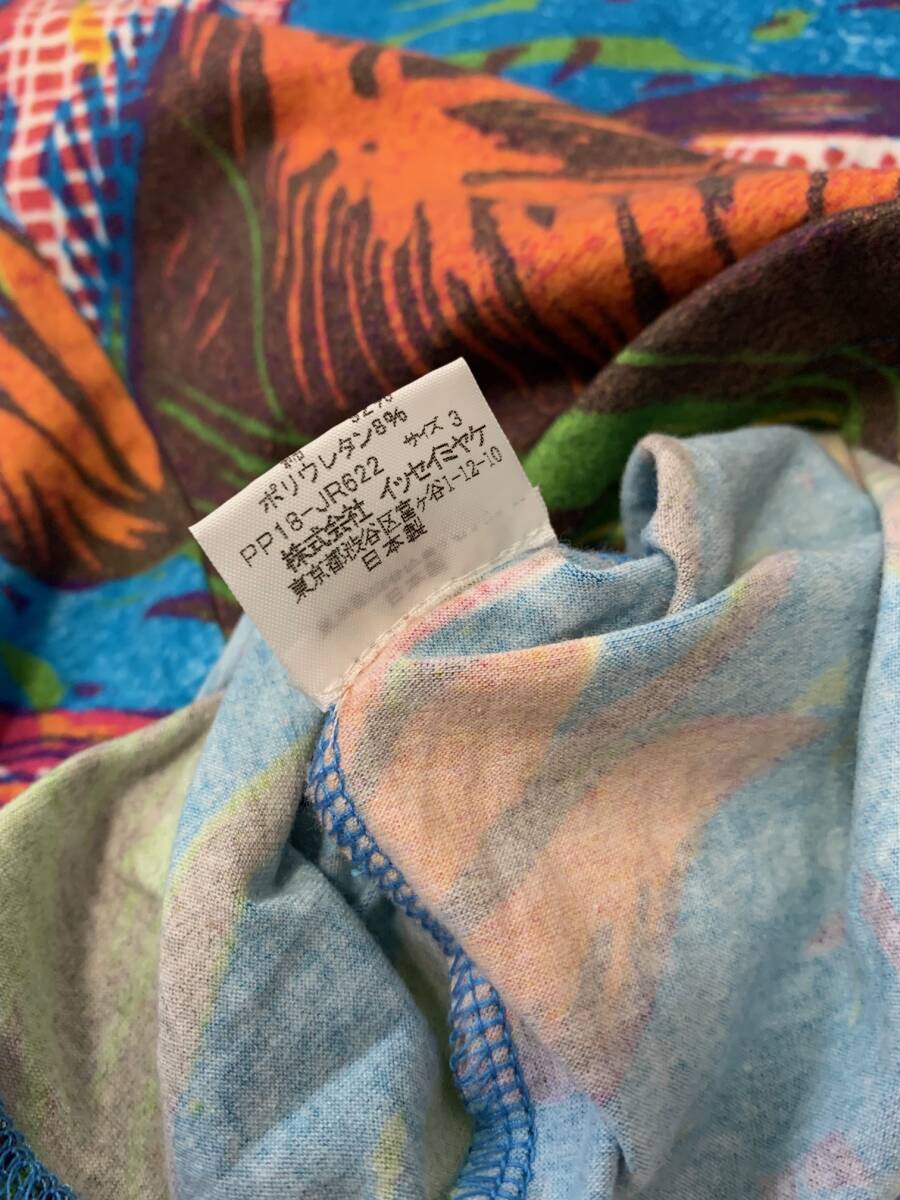 ポリウレタン8%
PP18-JR622 サイズ 3
株式会社 イッセイミヤケ
東京都渋谷区富ヶ谷1-12-10
日本製